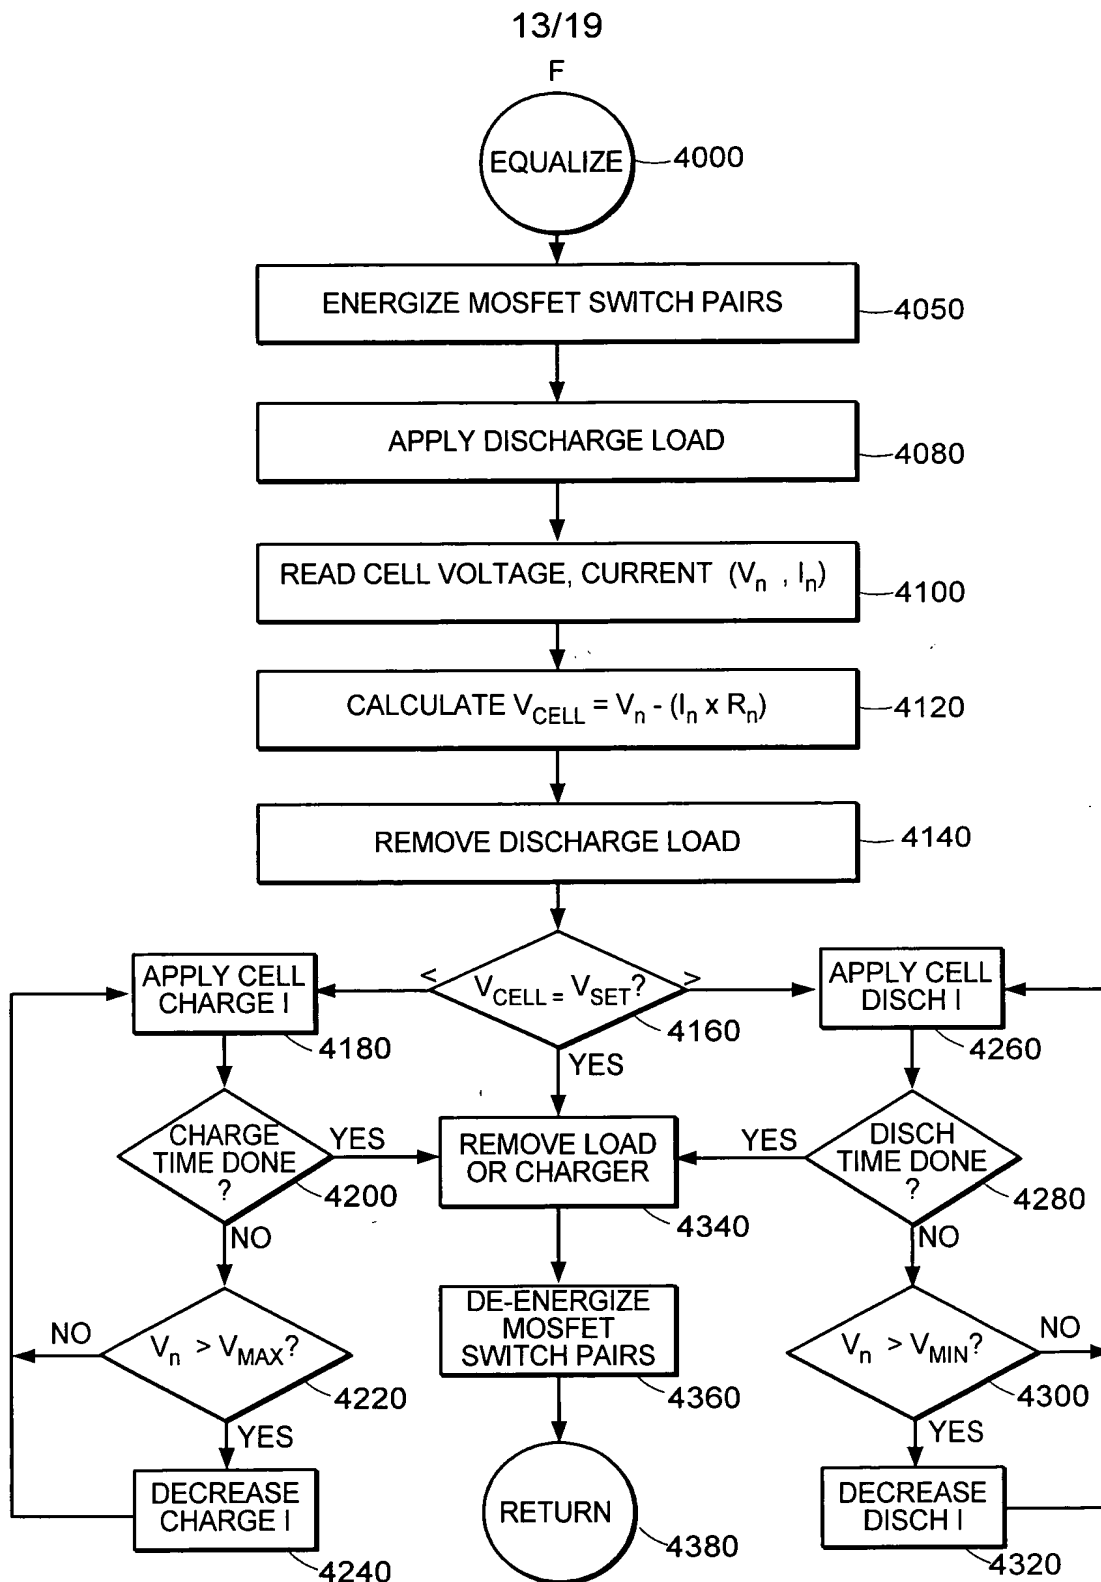 13/19
F
EQUALIZE
4000
ENERGIZE MOSFET SWITCH PAIRS
4050
APPLY DISCHARGE LOAD
4080
READ CELL VOLTAGE, CURRENT (Vn , In)
4100
CALCULATE VCELL = Vn - (In x Rn)
4120
REMOVE DISCHARGE LOAD
4140
APPLY CELL
CHARGE I
4180
<
VCELL = VSET?
>
4160
YES
APPLY CELL
DISCH I
4260
CHARGE
TIME DONE
?
4200
YES
NO
REMOVE LOAD
OR CHARGER
4340
YES
DISCH
TIME DONE
?
4280
NO
NO
Vn > VMAX?
4220
YES
DE-ENERGIZE
MOSFET
SWITCH PAIRS
4360
Vn > VMIN?
NO
4300
YES
DECREASE
CHARGE I
4240
RETURN
4380
DECREASE
DISCH I
4320